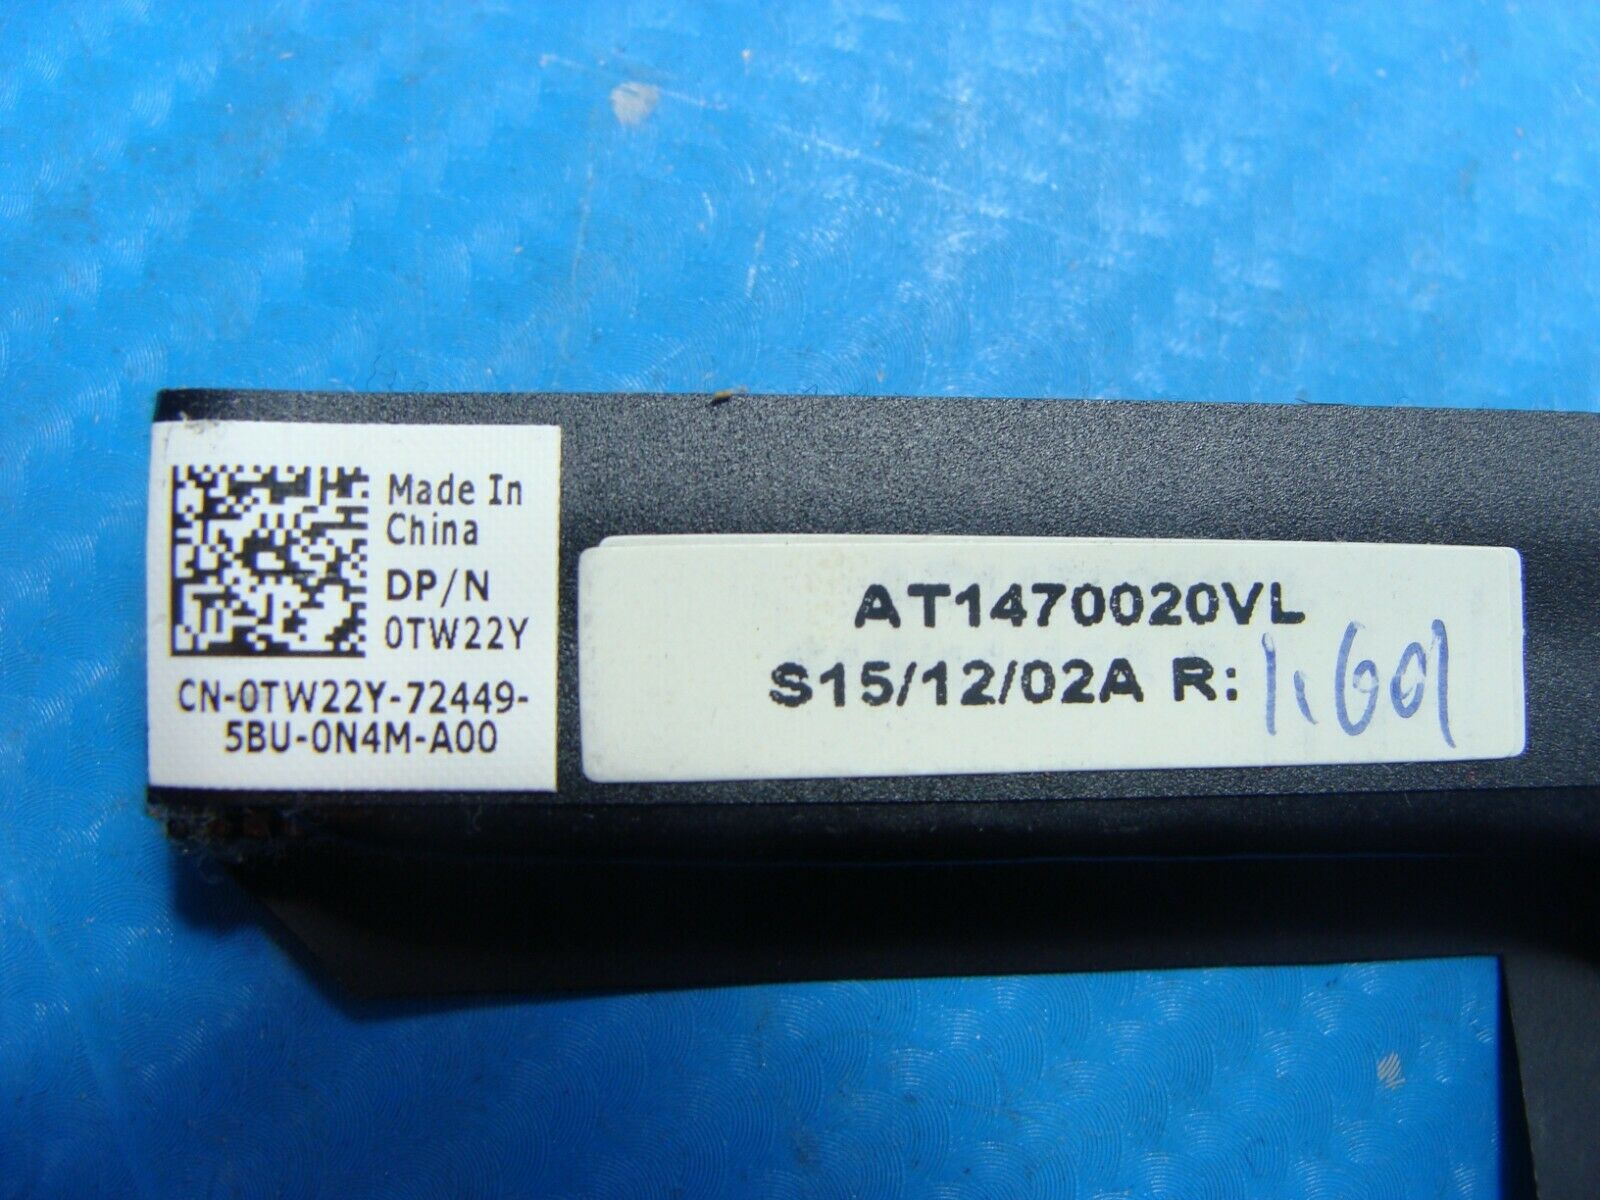 Made In
China
DP/N
0TW22Y
CN-0TW22Y-72449-
5BU-0N4M-A00
AT1470020VL
S15/12/02A R: